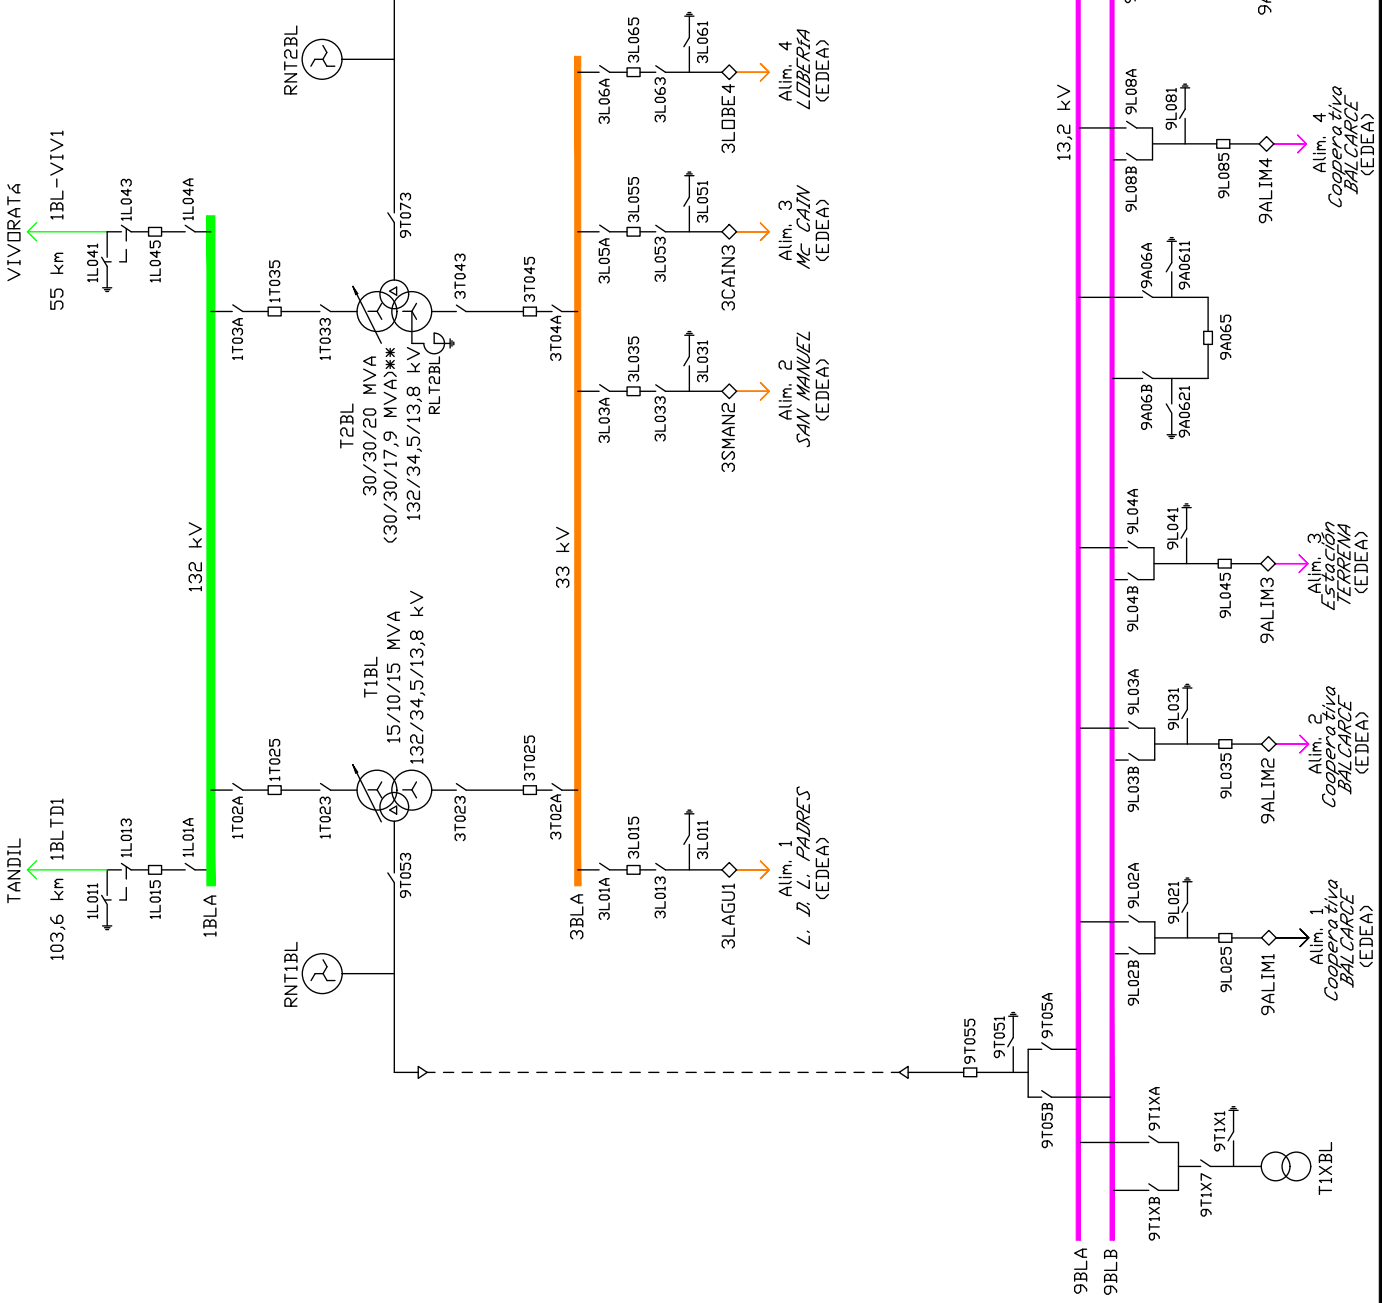 TANDIL
103,6 km 1BLTD1
1L011
1L013
1L015
1L01A
1BLA
132 kV
VIVORATá
55 km 1BL-VIV1
1L041
1L043
1L045
1L04A
1T02A
1T025
1T023
T1BL
15/10/15 MVA
132/34,5/13,8 kV
9T053
RNT1BL
3T023
3T025
3T02A
1T03A
1T035
1T033
T2BL
30/30/20 MVA
(30/30/17,9 MVA)**
132/34,5/13,8 kV
RLT2BL
9T073
RNT2BL
3T043
3T045
3T04A
3BLA
33 kV
3L01A
3L015
3L013
3L011
3LAGU1
Alim. 1
L. D. L. PADRES
(EDEA)
3L03A
3L035
3L033
3L031
3SMAN2
Alim. 2
SAN MANUEL
(EDEA)
3L05A
3L055
3L053
3L051
3CAIN3
Alim. 3
Mc CAIN
(EDEA)
3L06A
3L065
3L063
3L061
3LOBE4
Alim. 4
LOBERíA
(EDEA)
9T055
9T051
9T05A
9T05B
13,2 kV
9BLA
9BLB
9T1XA
9T1XB
9T1X7
9T1X1
T1XBL
9L02A
9L02B
9L021
9L025
9ALIM1
Alim. 1
Cooperativa
BALCARCE
(EDEA)
9L03A
9L03B
9L031
9L035
9ALIM2
Alim. 2
Cooperativa
BALCARCE
(EDEA)
9L04A
9L04B
9L041
9L045
9ALIM3
Alim. 3
Estación
TERRENA
(EDEA)
9A06A
9A0611
9A06B
9A0621
9A065
9L08A
9L08B
9L081
9L085
9ALIM4
Alim. 4
Cooperativa
BALCARCE
(EDEA)